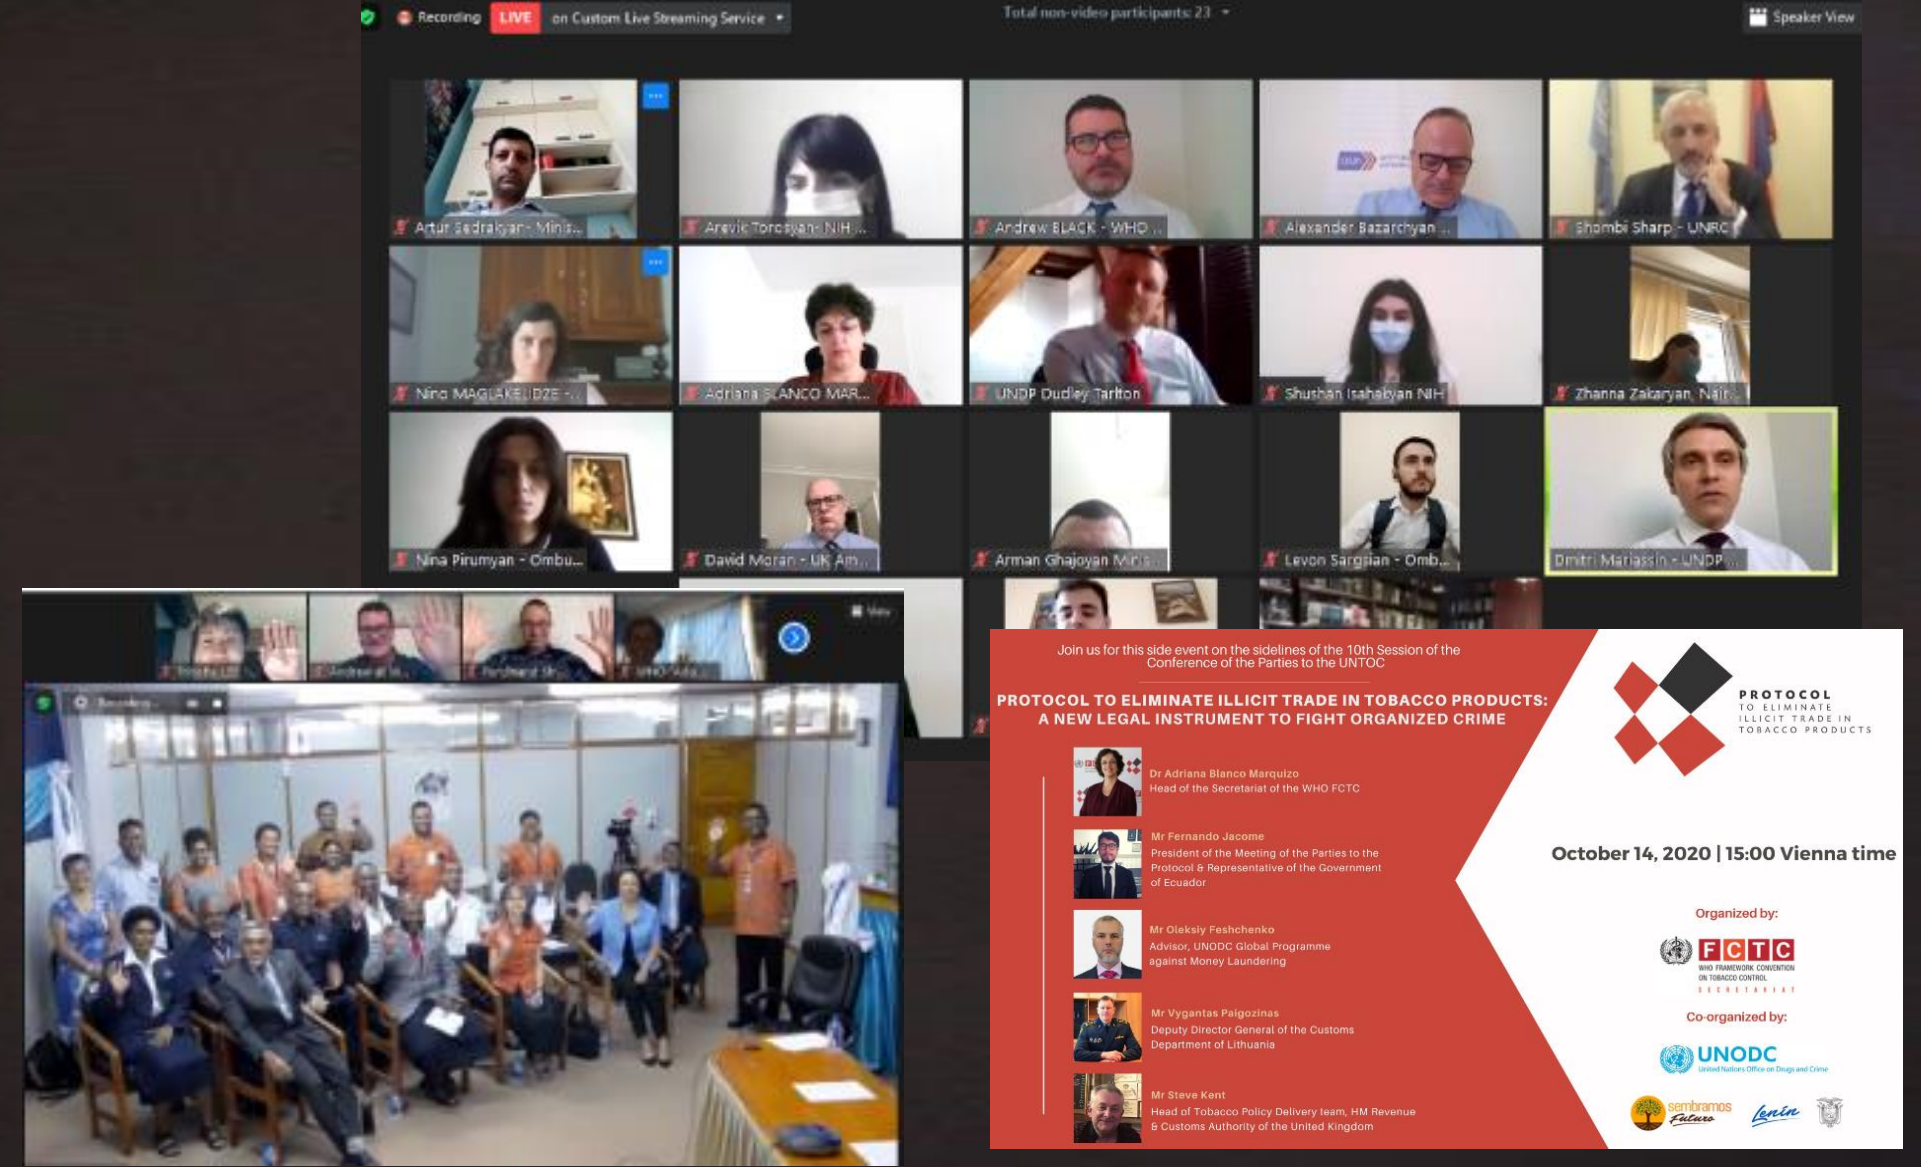 Recording
LIVE on Custom Live Streaming Service
Total non-video participants: 23
Speaker View
Artur Sedrakyan- Minis...
Arevik Torosyan- NIH ...
Andrew BLACK - WHO ..
Alexander Bazarchyan ..
Shombi Sharp - UNRC
Nino MAGLAKELIDZE -..
Adriana BLANCO MAR...
UNDP Dudley Tarlton
Shushan Isahakyan NIH
Zhanna Zakaryan, Nair..
Nina Pirumyan - Ombu...
David Moran - UK Am...
Arman Ghajoyan Minis..
Levon Sargsian - Omb...
Dmitri Mariassin - UNDP ...
View
Recording...
Join us for this side event on the sidelines of the 10th Session of the
Conference of the Parties to the UNTOC
PROTOCOL TO ELIMINATE ILLICIT TRADE IN TOBACCO PRODUCTS:
A NEW LEGAL INSTRUMENT TO FIGHT ORGANIZED CRIME
Dr Adriana Blanco Marquizo
Head of the Secretariat of the WHO FCTC
Mr Fernando Jacome
President of the Meeting of the Parties to the
Protocol & Representative of the Government
of Ecuador
Mr Oleksiy Feshchenko
Advisor, UNODC Global Programme
against Money Laundering
Mr Vygantas Paigozinas
Deputy Director General of the Customs
Department of Lithuania
Mr Steve Kent
Head of Tobacco Policy Delivery team, HM Revenue
& Customs Authority of the United Kingdom
PROTOCOL
TO ELIMINATE
ILLICIT TRADE IN
TOBACCO PRODUCTS
October 14, 2020 | 15:00 Vienna time
Organized by:
FCTC
WHO FRAMEWORK CONVENTION
ON TOBACCO CONTROL
SECRETARIAT
Co-organized by:
UNODC
United Nations Office on Drugs and Crime
sembramos
Futuro
Lenín